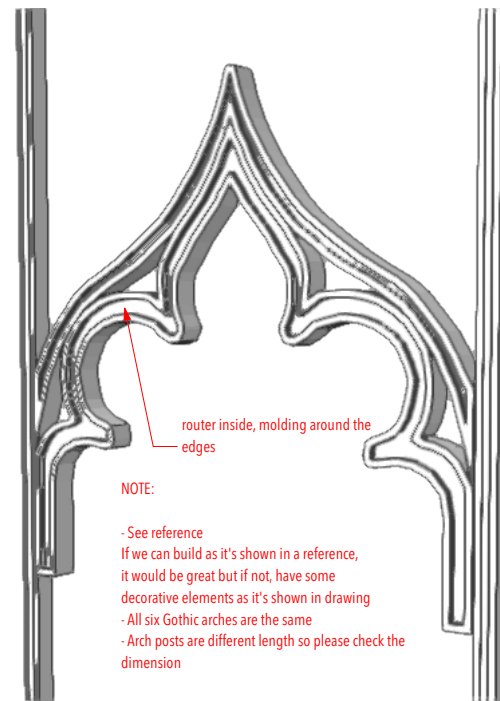 router inside, molding around the
edges
NOTE:
- See reference
If we can build as it's shown in a reference,
it would be great but if not, have some
decorative elements as it's shown in drawing
- All six Gothic arches are the same
- Arch posts are different length so please check the
dimension